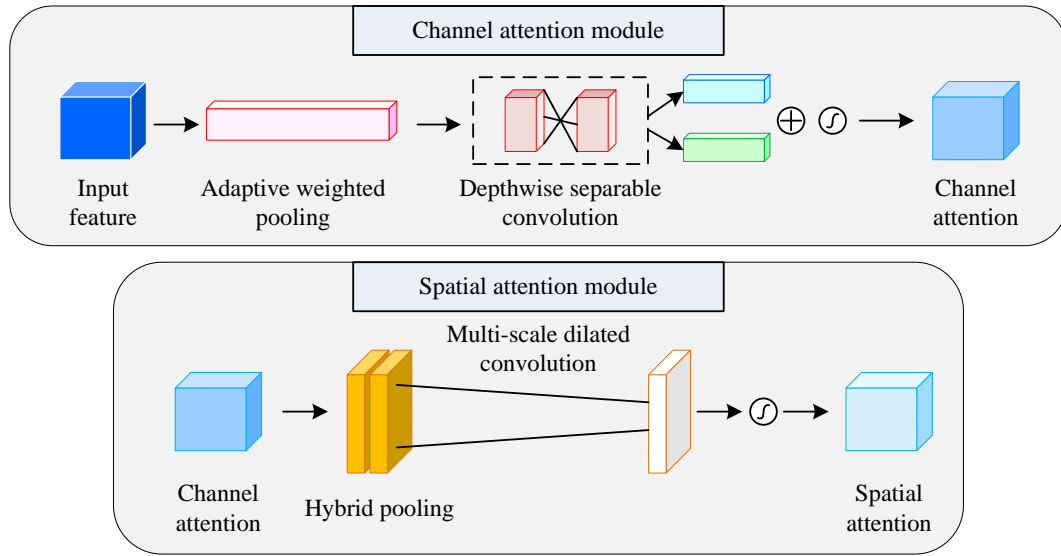 Channel attention module
Input
feature
Adaptive weighted
pooling
Depthwise separable
convolution
Channel
attention
Spatial attention module
Multi-scale dilated
convolution
Channel
attention
Hybrid pooling
Spatial
attention